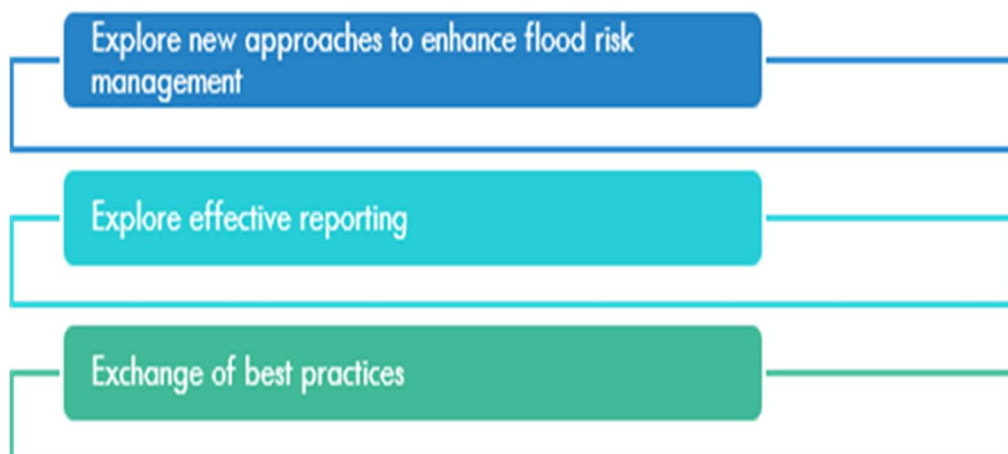 Explore new approaches to enhance flood risk
management
Explore effective reporting
Exchange of best practices